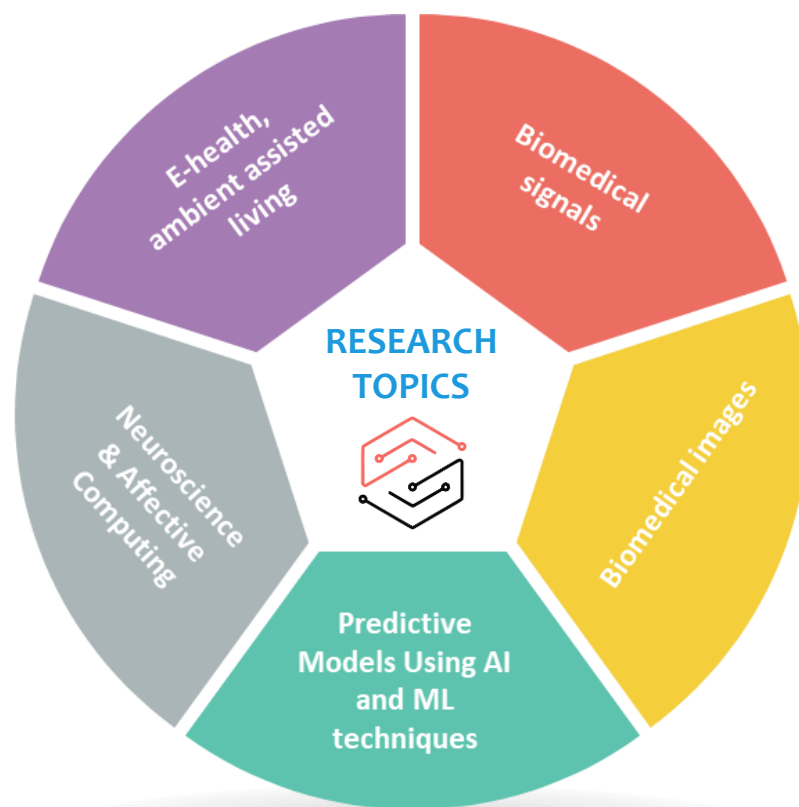 RESEARCH
TOPICS
Biomedical
signals
Biomedical images
Predictive
Models Using AI
and ML
techniques
Neuroscience
& Affective
Computing
E-health,
ambient assisted
living